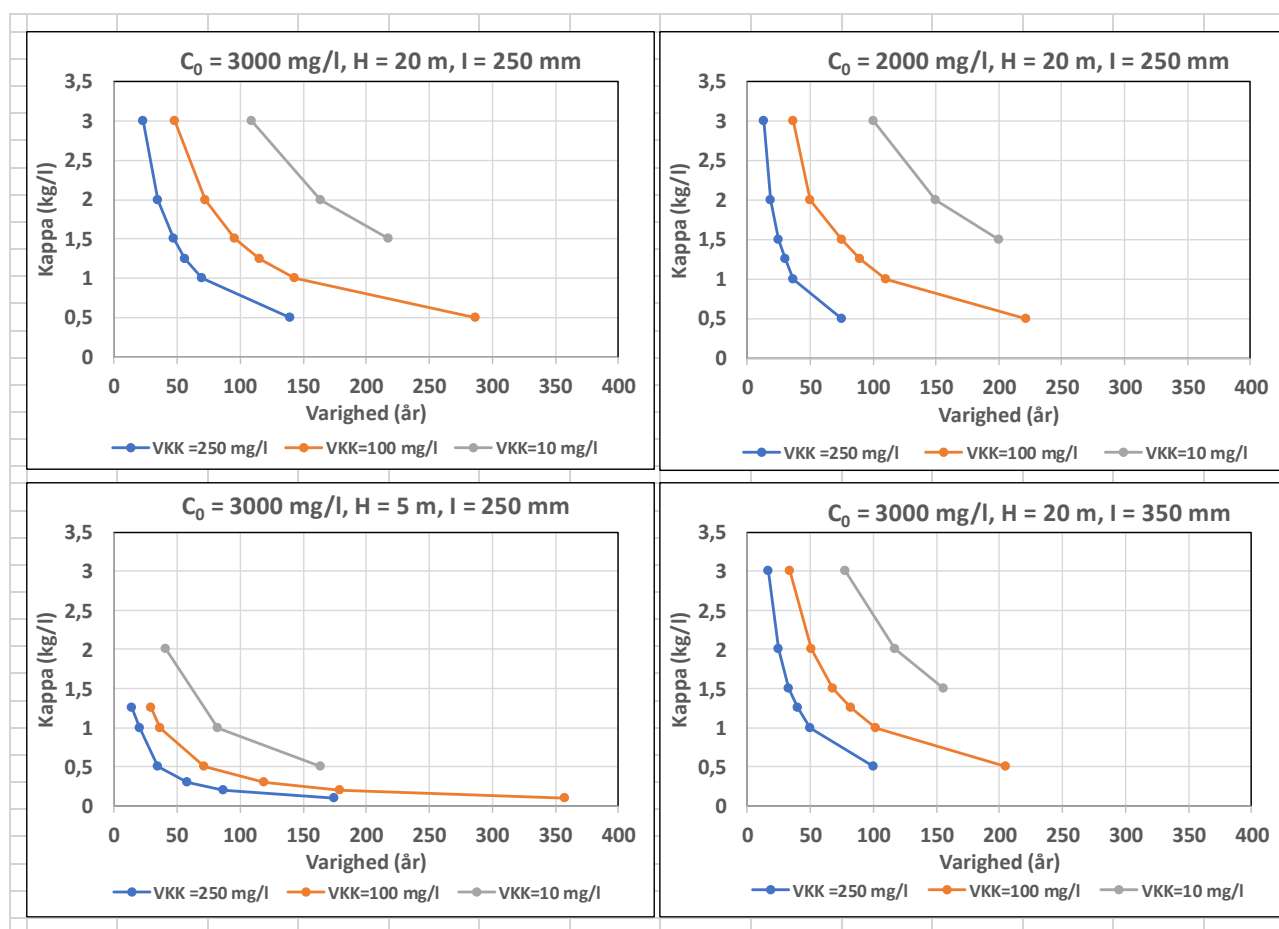 C₀ = 3000 mg/l, H = 20 m, I = 250 mm
3,5
3
2,5
2
1,5
1
0,5
0
Kappa (kg/l)
0 50 100 150 200 250 300 350 400
Varighed (år)
VKK =250 mg/l VKK=100 mg/l VKK=10 mg/l
C₀ = 2000 mg/l, H = 20 m, I = 250 mm
3,5
3
2,5
2
1,5
1
0,5
0
Kappa (kg/l)
0 50 100 150 200 250 300 350 400
Varighed (år)
VKK =250 mg/l VKK=100 mg/l VKK=10 mg/l
C₀ = 3000 mg/l, H = 5 m, I = 250 mm
3,5
3
2,5
2
1,5
1
0,5
0
Kappa (kg/l)
0 50 100 150 200 250 300 350 400
Varighed (år)
VKK =250 mg/l VKK=100 mg/l VKK=10 mg/l
C₀ = 3000 mg/l, H = 20 m, I = 350 mm
3,5
3
2,5
2
1,5
1
0,5
0
Kappa (kg/l)
0 50 100 150 200 250 300 350 400
Varighed (år)
VKK =250 mg/l VKK=100 mg/l VKK=10 mg/l